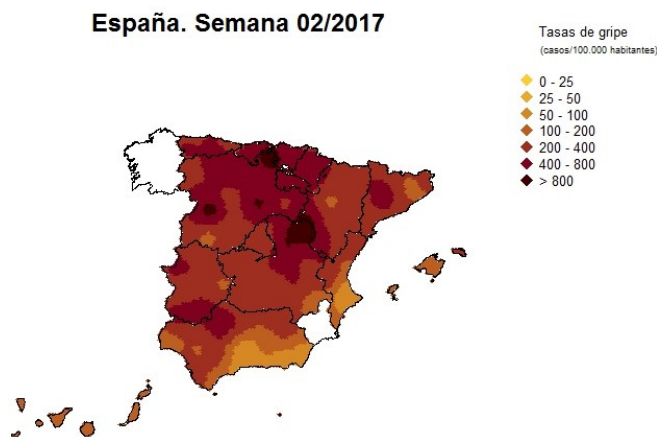 España. Semana 02/2017
Tasas de gripe
(casos/100.000 habitantes)
0 - 25
25 - 50
50 - 100
100 - 200
200 - 400
400 - 800
> 800